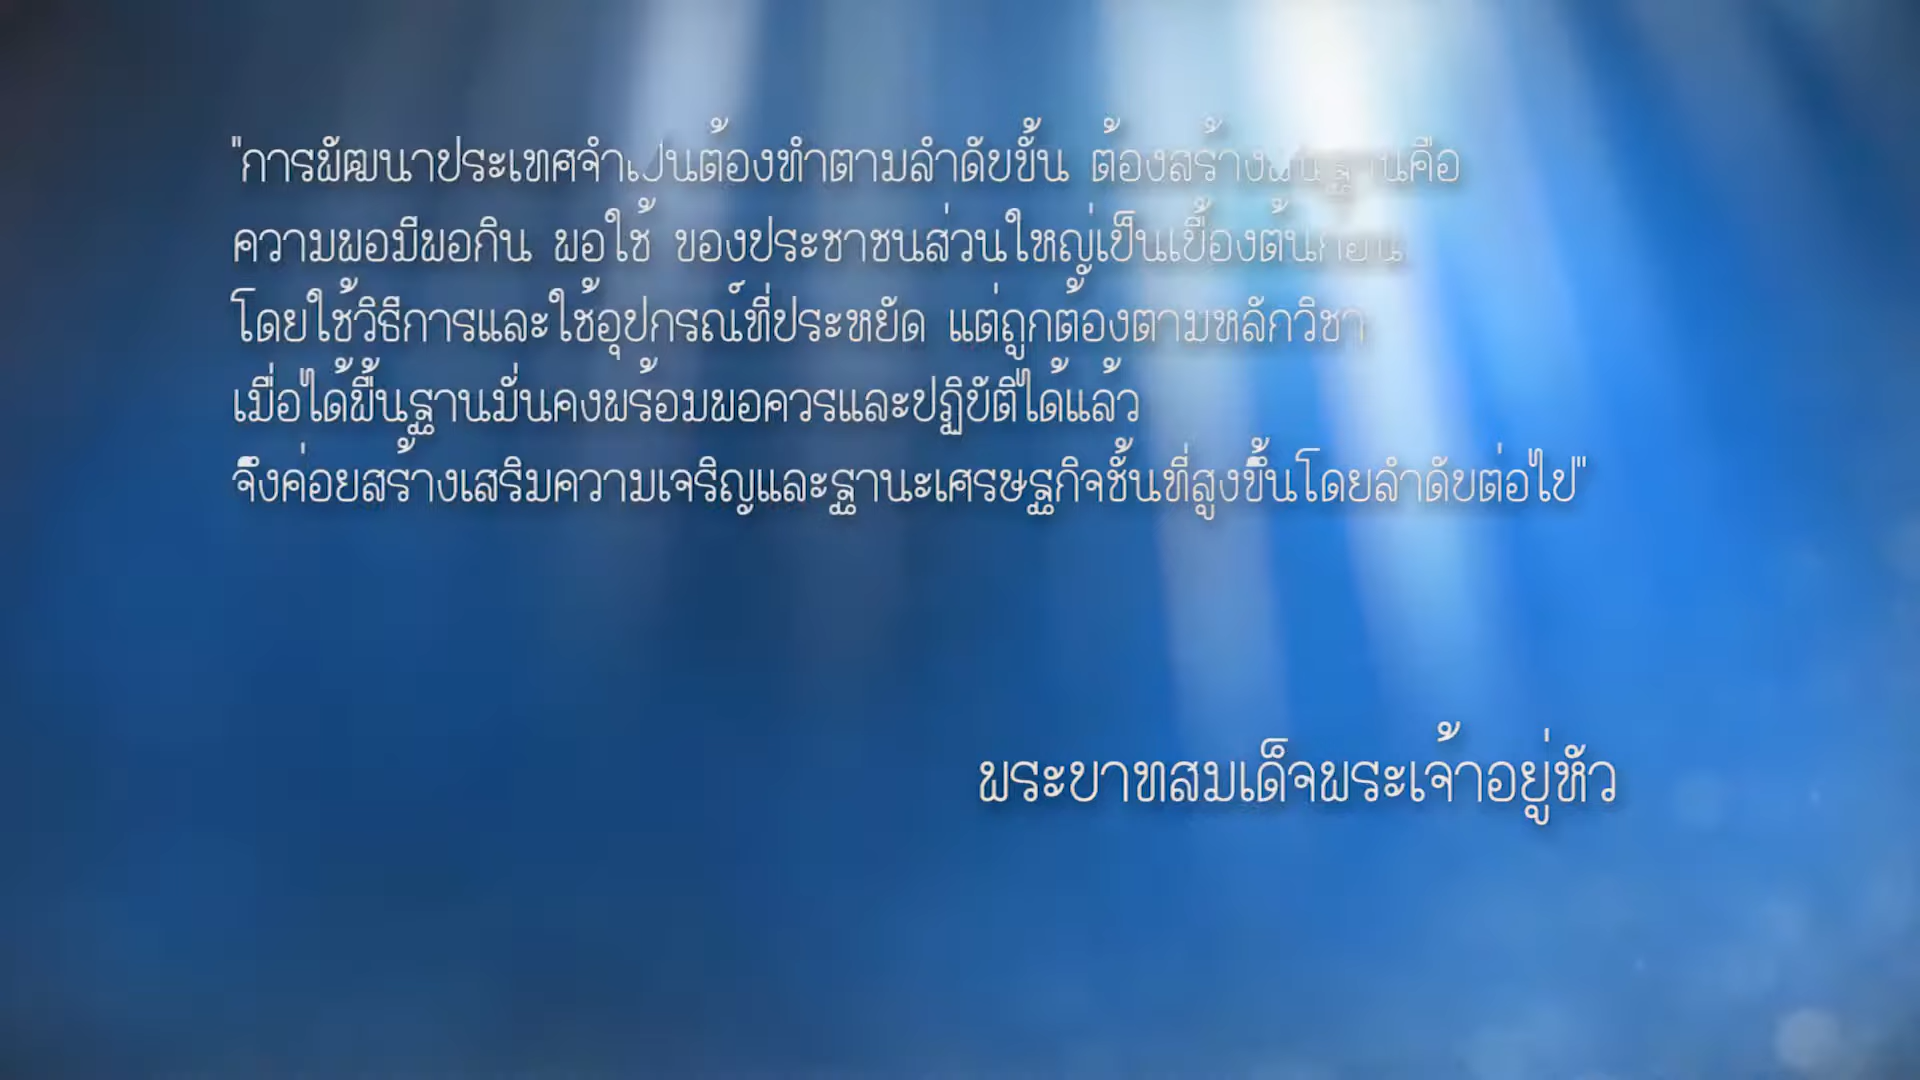 "การพัฒนาประเทศจำเป็นต้องทำตามลำดับขั้น ต้องสร้างพื้นฐานคือ
ความพอมีพอกิน พอใช้ ของประชาชนส่วนใหญ่เป็นเบื้องต้นก่อน
โดยใช้วิธีการและใช้อุปกรณ์ที่ประหยัด แต่ถูกต้องตามหลักวิชา
เมื่อได้พื้นฐานมั่นคงพร้อมพอควรและปฏิบัติได้แล้ว
จึงค่อยสร้างเสริมความเจริญและฐานะเศรษฐกิจชั้นที่สูงขึ้นโดยลำดับต่อไป"
พระบาทสมเด็จพระเจ้าอยู่หัว